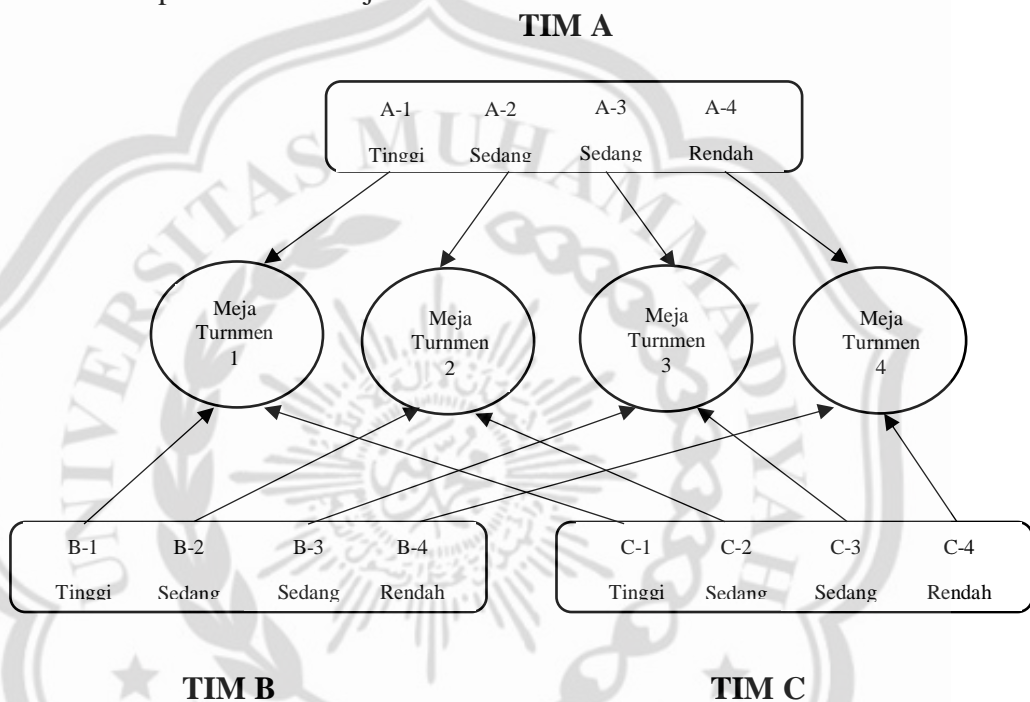 TIM A
A-1 A-2 A-3 A-4
Tinggi Sedang Sedang Rendah
Meja Turnmen 1
Meja Turnmen 2
Meja Turnmen 3
Meja Turnmen 4
B-1 B-2 B-3 B-4
Tinggi Sedang Sedang Rendah
C-1 C-2 C-3 C-4
Tinggi Sedang Sedang Rendah
TIM B TIM C
UNIVERSITAS MUHAMMADIYAH